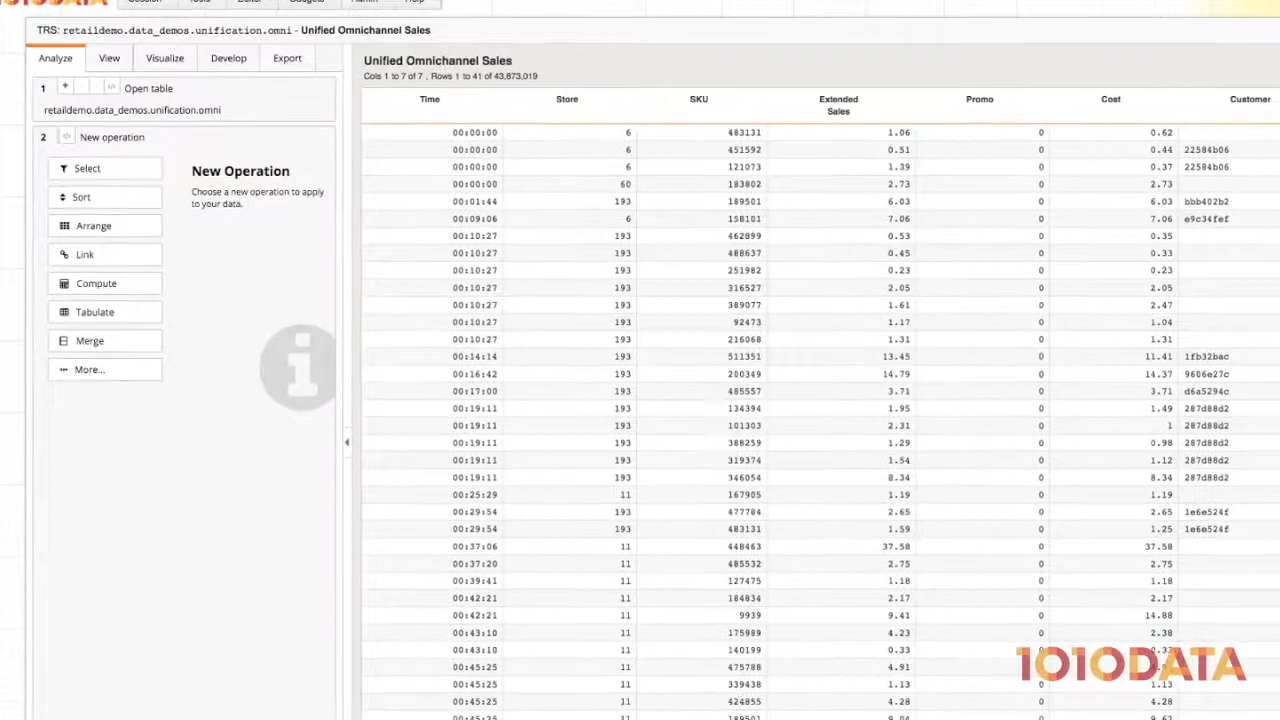 Session Tools Editor Gadgets Admin Help
TRS: retaildemo.data_demos.unification.omni - Unified Omnichannel Sales
Analyze View Visualize Develop Export
1 Open table
retaildemo.data_demos.unification.omni
2 New operation
Select
Sort
Arrange
Link
Compute
Tabulate
Merge
More...
New Operation
Choose a new operation to apply
to your data.
Unified Omnichannel Sales
Cols 1 to 7 of 7 . Rows 1 to 41 of 43,873,019
Time Store SKU Extended Sales Promo Cost Customer
00:00:00 6 483131 1.06 0 0.62
00:00:00 6 451592 0.51 0 0.44 22584b06
00:00:00 6 121073 1.39 0 0.37 22584b06
00:00:00 60 183802 2.73 0 2.73
00:01:44 193 189501 6.03 0 6.03 bbb402b2
00:09:06 6 158101 7.06 0 7.06 e9c34fef
00:10:27 193 462899 0.53 0 0.35
00:10:27 193 488637 0.45 0 0.33
00:10:27 193 251982 0.23 0 0.23
00:10:27 193 316527 2.05 0 2.05
00:10:27 193 389077 1.61 0 2.47
00:10:27 193 92473 1.17 0 1.04
00:10:27 193 216068 1.31 0 1.31
00:14:14 193 511351 13.45 0 11.41 1fb32bac
00:16:42 193 200349 14.79 0 14.37 9606e27c
00:17:00 193 485557 3.71 0 3.71 d6a5294c
00:19:11 193 134394 1.95 0 1.49 287d88d2
00:19:11 193 101303 2.31 0 1 287d88d2
00:19:11 193 388259 1.29 0 0.98 287d88d2
00:19:11 193 319374 1.54 0 1.12 287d88d2
00:19:11 193 346054 8.34 0 8.34 287d88d2
00:25:29 11 167905 1.19 0 1.19
00:29:54 193 477784 2.65 0 2.65 1e6e524f
00:29:54 193 483131 1.59 0 1.25 1e6e524f
00:37:06 11 448463 37.58 0 37.58
00:37:20 11 485532 2.75 0 2.75
00:39:41 11 127475 1.18 0 1.18
00:42:21 11 184834 2.17 0 2.17
00:42:21 11 9939 9.41 0 14.88
00:43:10 11 175989 4.23 0 2.38
00:43:10 11 140199 0.33 0
00:45:25 11 475788 4.91 0
00:45:25 11 339438 1.13 0 1.13
00:45:25 11 424855 4.28 0 4.28
00:45:25 11 189501 9.04 0 9.62
1010DATA